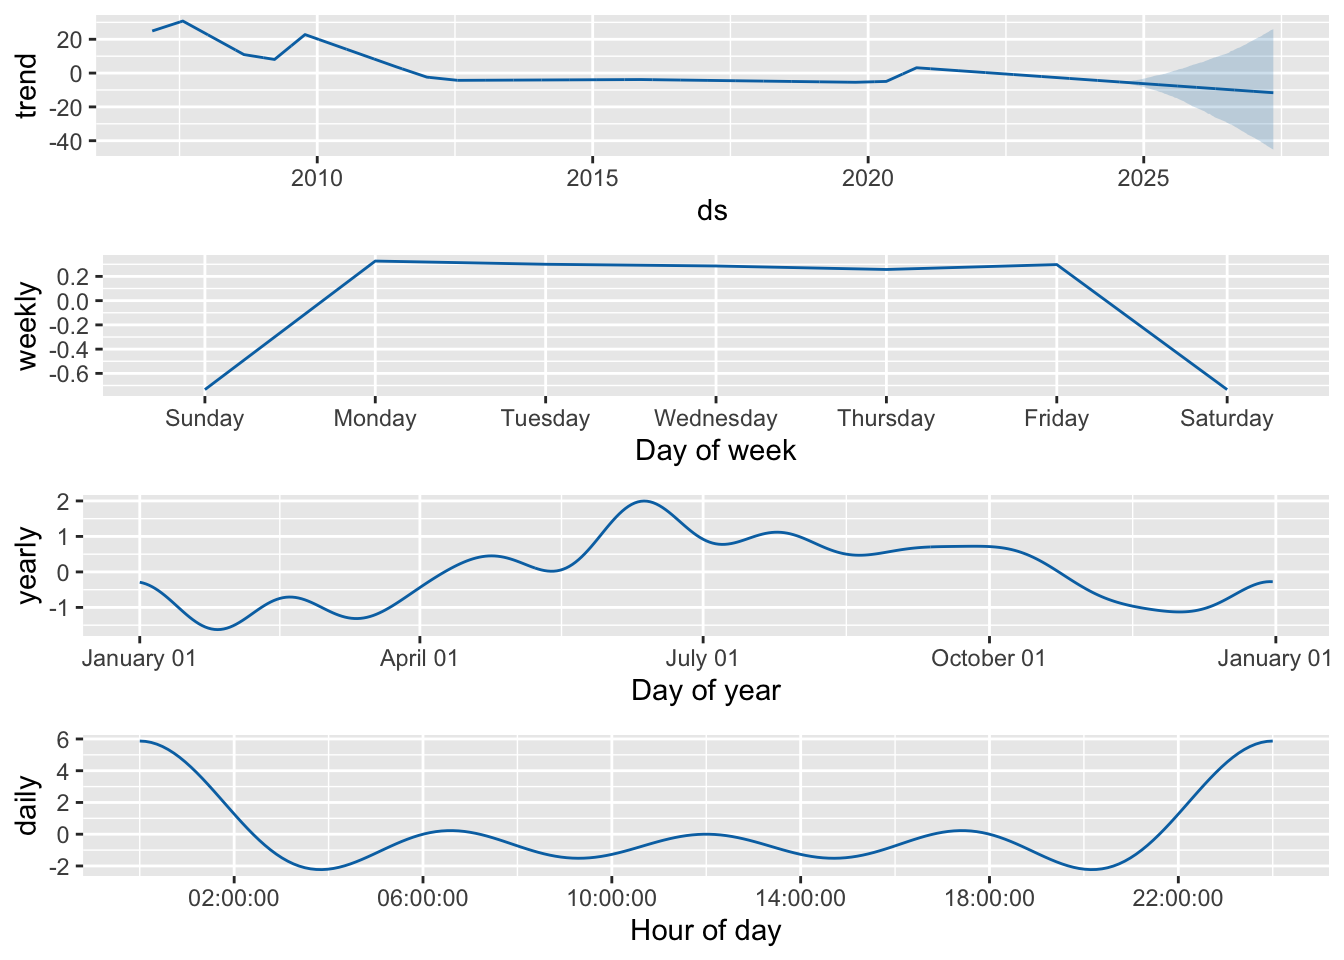 trend
20
0
-20
-40
2010 2015 2020 2025
ds
weekly
0.2
0.0
-0.2
-0.4
-0.6
Sunday Monday Tuesday Wednesday Thursday Friday Saturday
Day of week
yearly
2
1
0
-1
January 01 April 01 July 01 October 01 January 01
Day of year
daily
6
4
2
0
-2
02:00:00 06:00:00 10:00:00 14:00:00 18:00:00 22:00:00
Hour of day